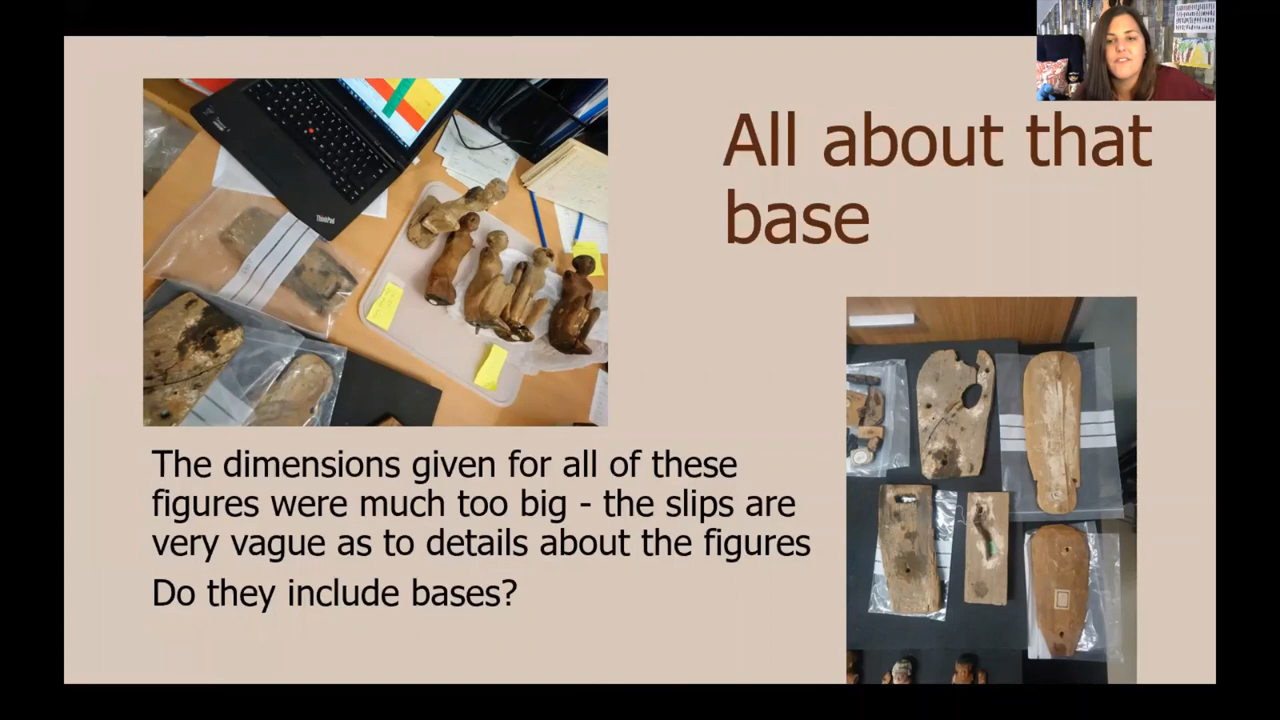 All about that
base
ThinkPad
The dimensions given for all of these
figures were much too big - the slips are
very vague as to details about the figures
Do they include bases?